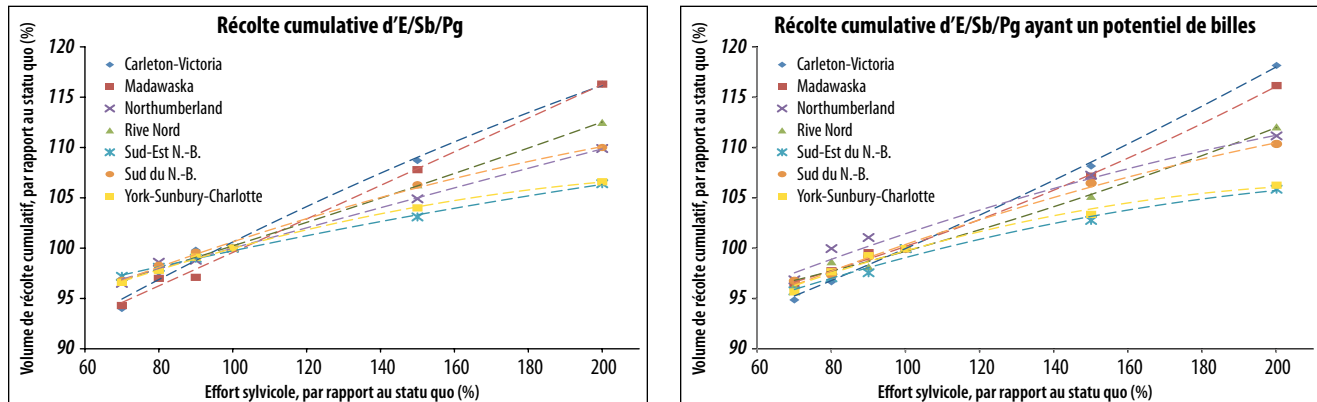 Récolte cumulative d'E/Sb/Pg
Volume de récolte cumulatif, par rapport au statu quo (%)
120
115
110
105
100
95
90
Carleton-Victoria
Madawaska
Northumberland
Rive Nord
Sud-Est N.-B.
Sud du N.-B.
York-Sunbury-Charlotte
60 80 100 120 140 160 180 200
Effort sylvicole, par rapport au statu quo (%)
Récolte cumulative d'E/Sb/Pg ayant un potentiel de billes
Volume de récolte cumulatif, par rapport au statu quo (%)
120
115
110
105
100
95
90
Carleton-Victoria
Madawaska
Northumberland
Rive Nord
Sud-Est du N.-B.
Sud du N.-B.
York-Sunbury-Charlotte
60 80 100 120 140 160 180 200
Effort sylvicole, par rapport au statu quo (%)